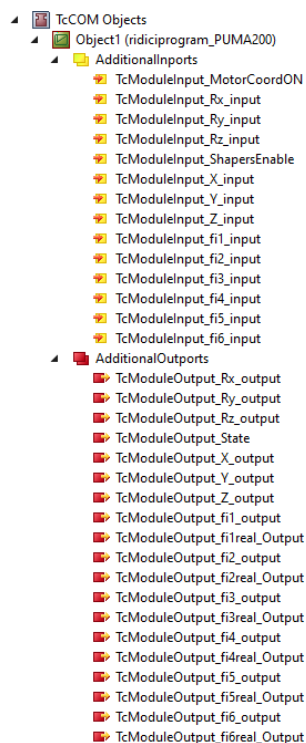 TcCOM Objects
Object1 (ridiciprogram_PUMA200)
AdditionalInports
TcModuleInput_MotorCoordON
TcModuleInput_Rx_input
TcModuleInput_Ry_input
TcModuleInput_Rz_input
TcModuleInput_ShapersEnable
TcModuleInput_X_input
TcModuleInput_Y_input
TcModuleInput_Z_input
TcModuleInput_fi1_input
TcModuleInput_fi2_input
TcModuleInput_fi3_input
TcModuleInput_fi4_input
TcModuleInput_fi5_input
TcModuleInput_fi6_input
AdditionalOutports
TcModuleOutput_Rx_output
TcModuleOutput_Ry_output
TcModuleOutput_Rz_output
TcModuleOutput_State
TcModuleOutput_X_output
TcModuleOutput_Y_output
TcModuleOutput_Z_output
TcModuleOutput_fi1_output
TcModuleOutput_fi1real_Output
TcModuleOutput_fi2_output
TcModuleOutput_fi2real_Output
TcModuleOutput_fi3_output
TcModuleOutput_fi3real_Output
TcModuleOutput_fi4_output
TcModuleOutput_fi4real_Output
TcModuleOutput_fi5_output
TcModuleOutput_fi5real_Output
TcModuleOutput_fi6_output
TcModuleOutput_fi6real_Output